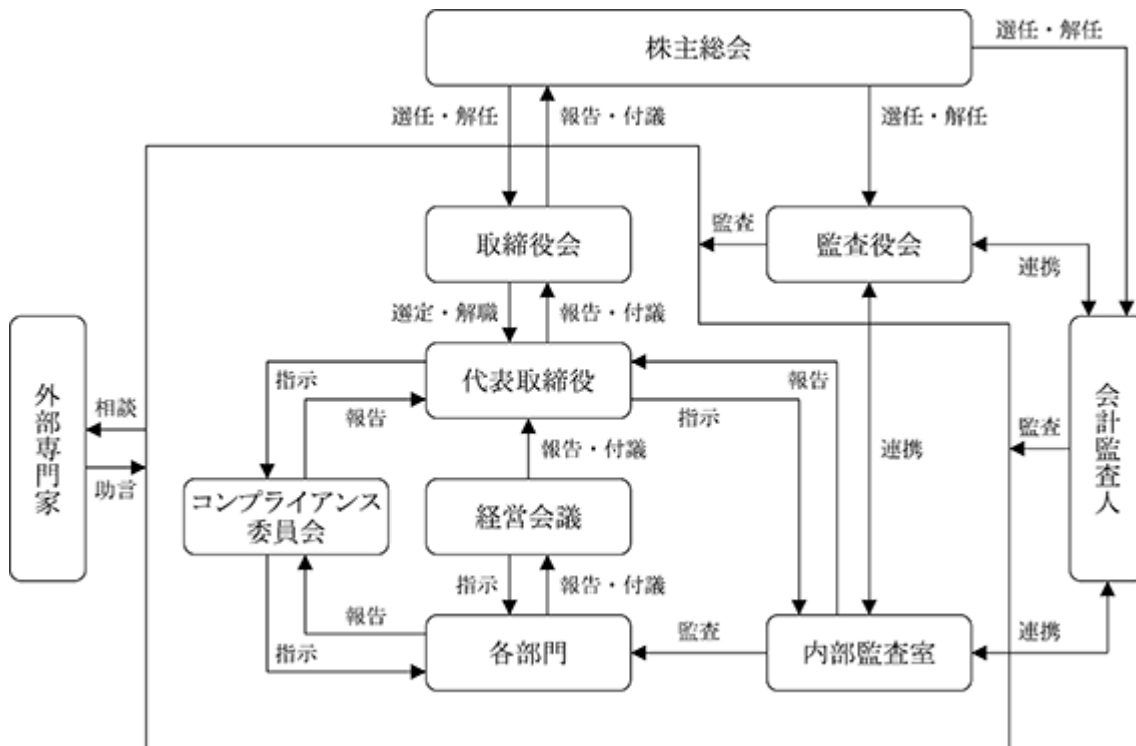 株主総会
選任・解任
選任・解任
報告・付議
選任・解任
取締役会
監査
監査役会
連携
選定・解職
報告・付議
外部専門家
相談
助言
指示
報告
代表取締役
報告
指示
会計監査人
監査
報告・付議
連携
コンプライアンス
委員会
経営会議
指示
報告・付議
報告
指示
各部門
監査
内部監査室
連携